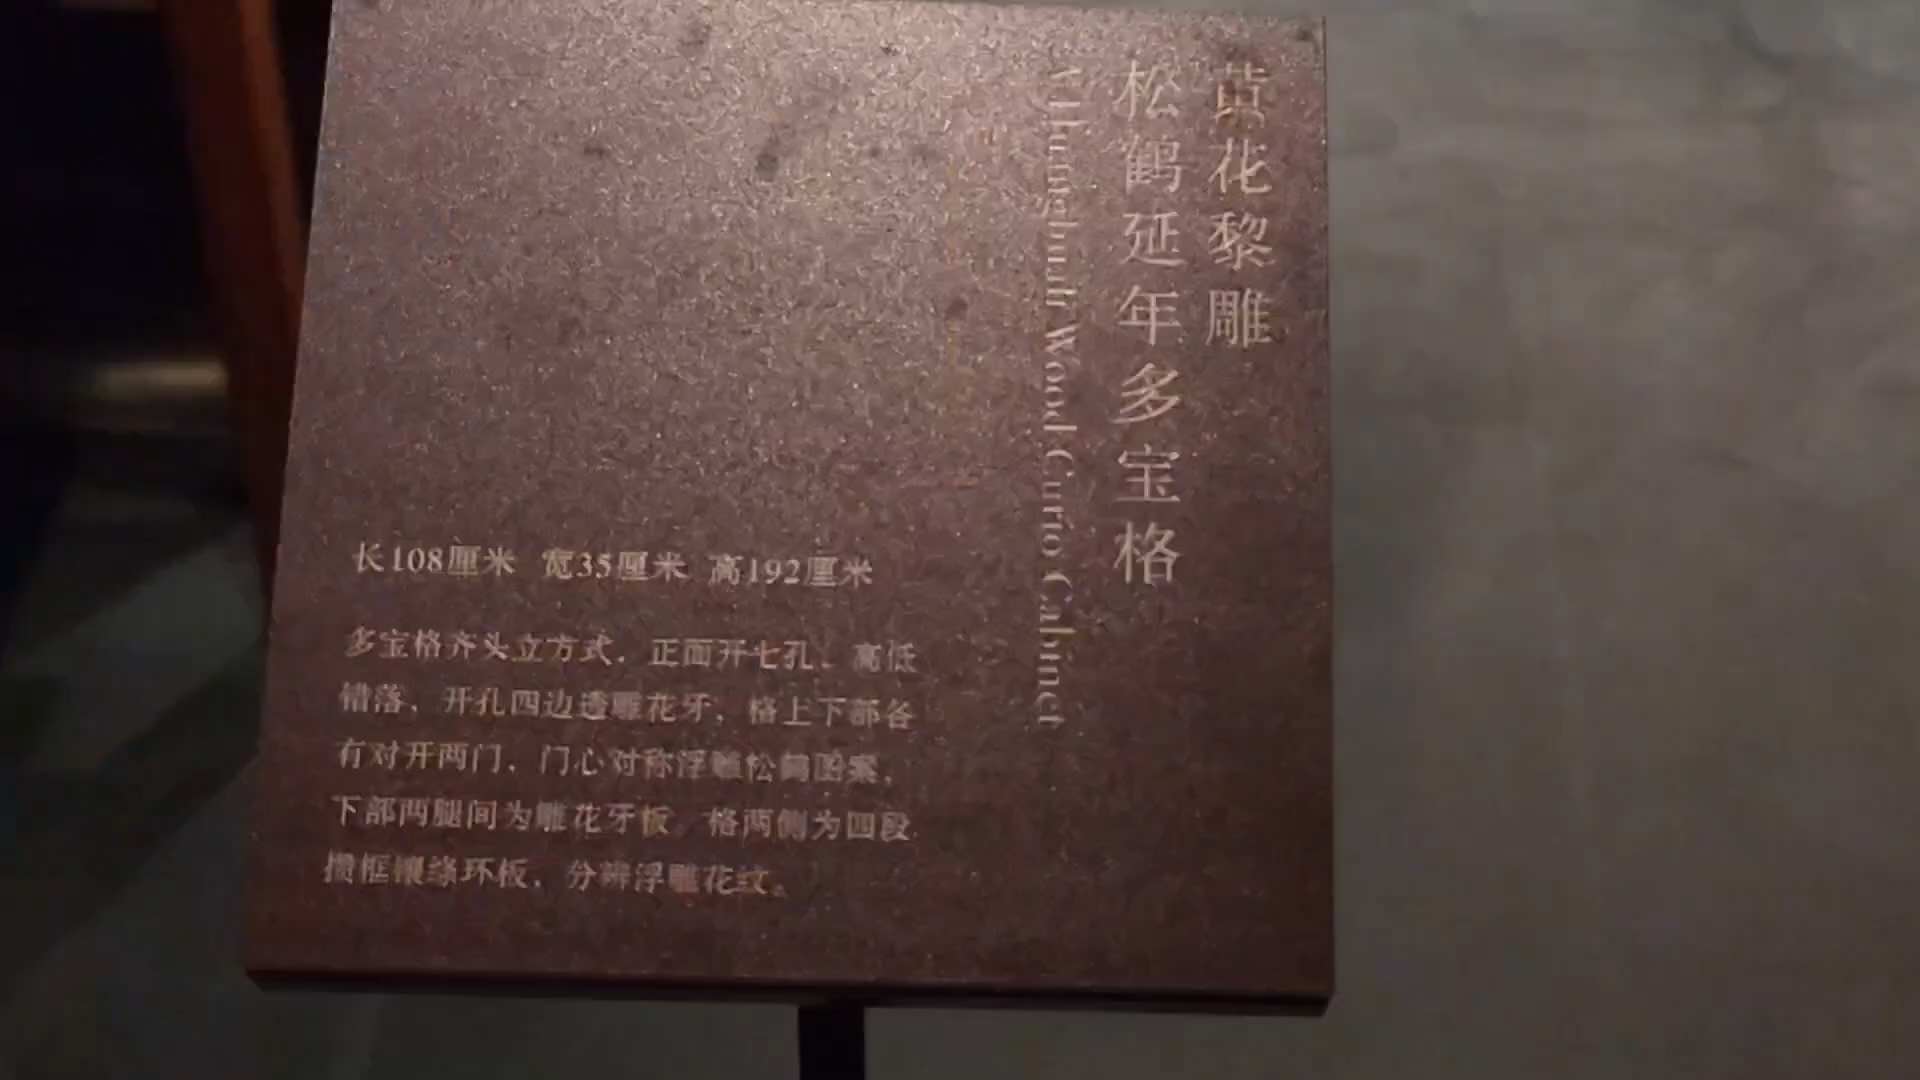 黄花黎雕
松鹤延年多宝格
Huanghuali Wood Curio Cabinet
长108厘米 宽35厘米 高192厘米
多宝格齐头立方式，正面开七孔，高低
错落，开孔四边透雕花牙，格上下部各
有对开两门，门心对称浮雕松鹤图案，
下部两腿间为雕花牙板，格两侧为四段
攒框镶绦环板，分辨浮雕花纹。